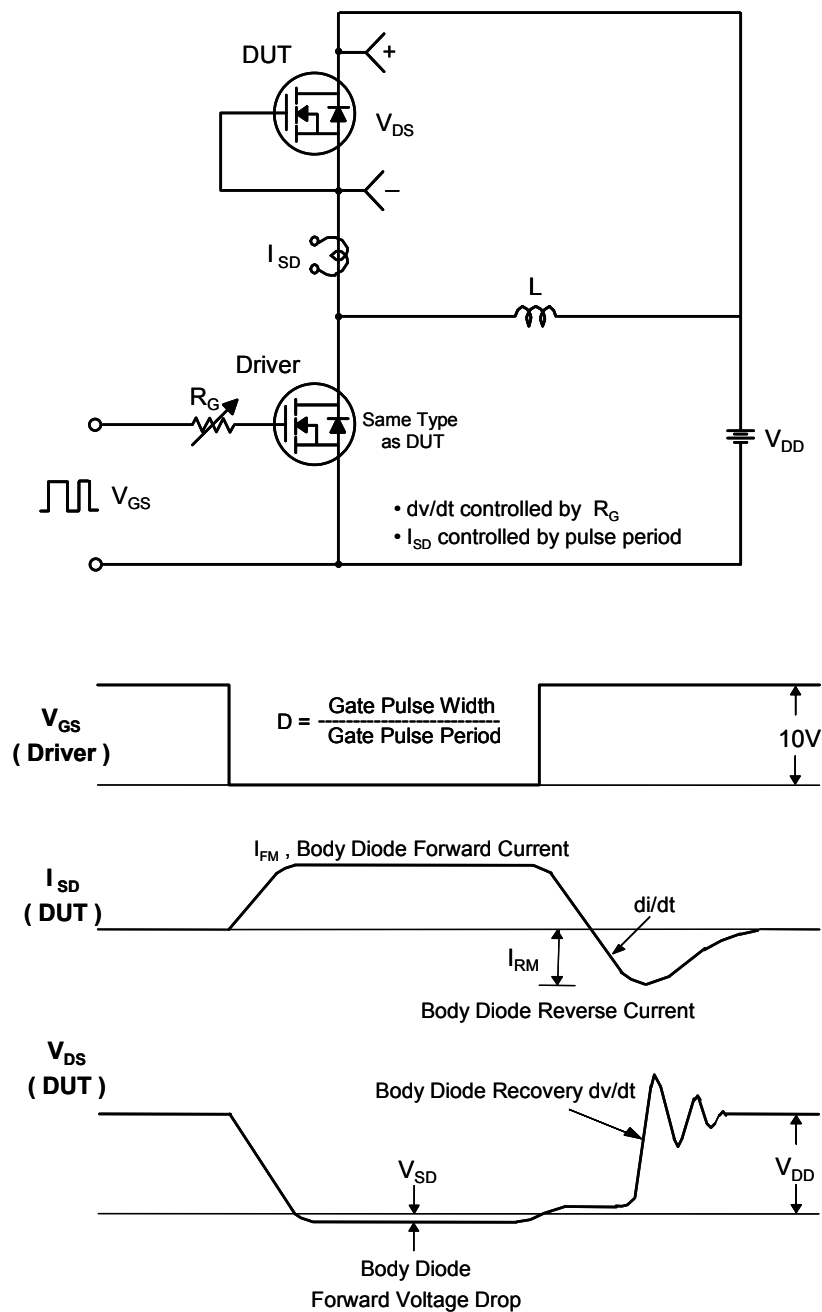 DUT
+
V_DS
–
I_SD
L
Driver
R_G
Same Type
as DUT
V_DD
V_GS
• dv/dt controlled by R_G
• I_SD controlled by pulse period
V_GS
( Driver )
D = Gate Pulse Width
Gate Pulse Period
10V
I_FM , Body Diode Forward Current
I_SD
( DUT )
di/dt
I_RM
Body Diode Reverse Current
V_DS
( DUT )
Body Diode Recovery dv/dt
V_SD
V_DD
Body Diode
Forward Voltage Drop